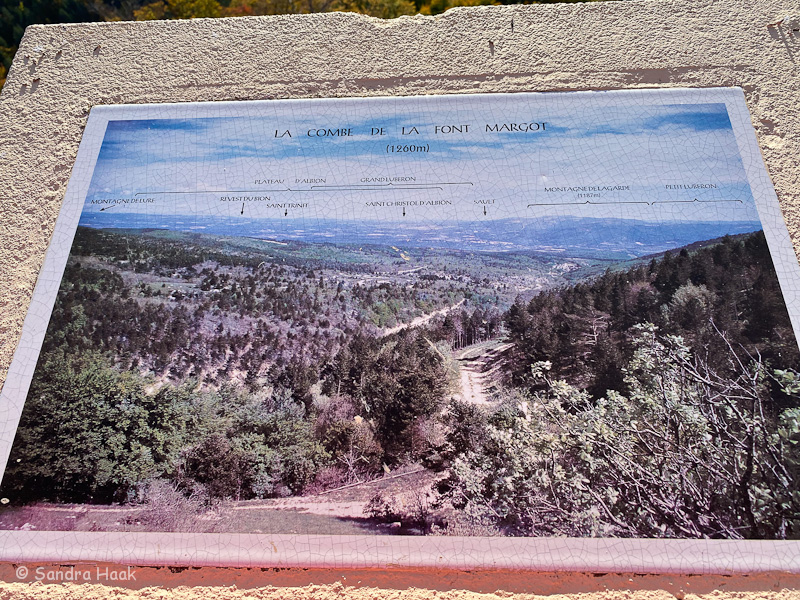 LA COMBE DE LA FONT MARGOT
(1260m)
PLATEAU D'ALBION GRAND LUBERON
MONTAGNE DE LAGARDE PETIT LUBERON
(1187m)
MONTAGNE DE LURE REVEST DU BION SAINT TRINIT SAINT CHRISTOL D'ALBION SAULT
© Sandra Haak